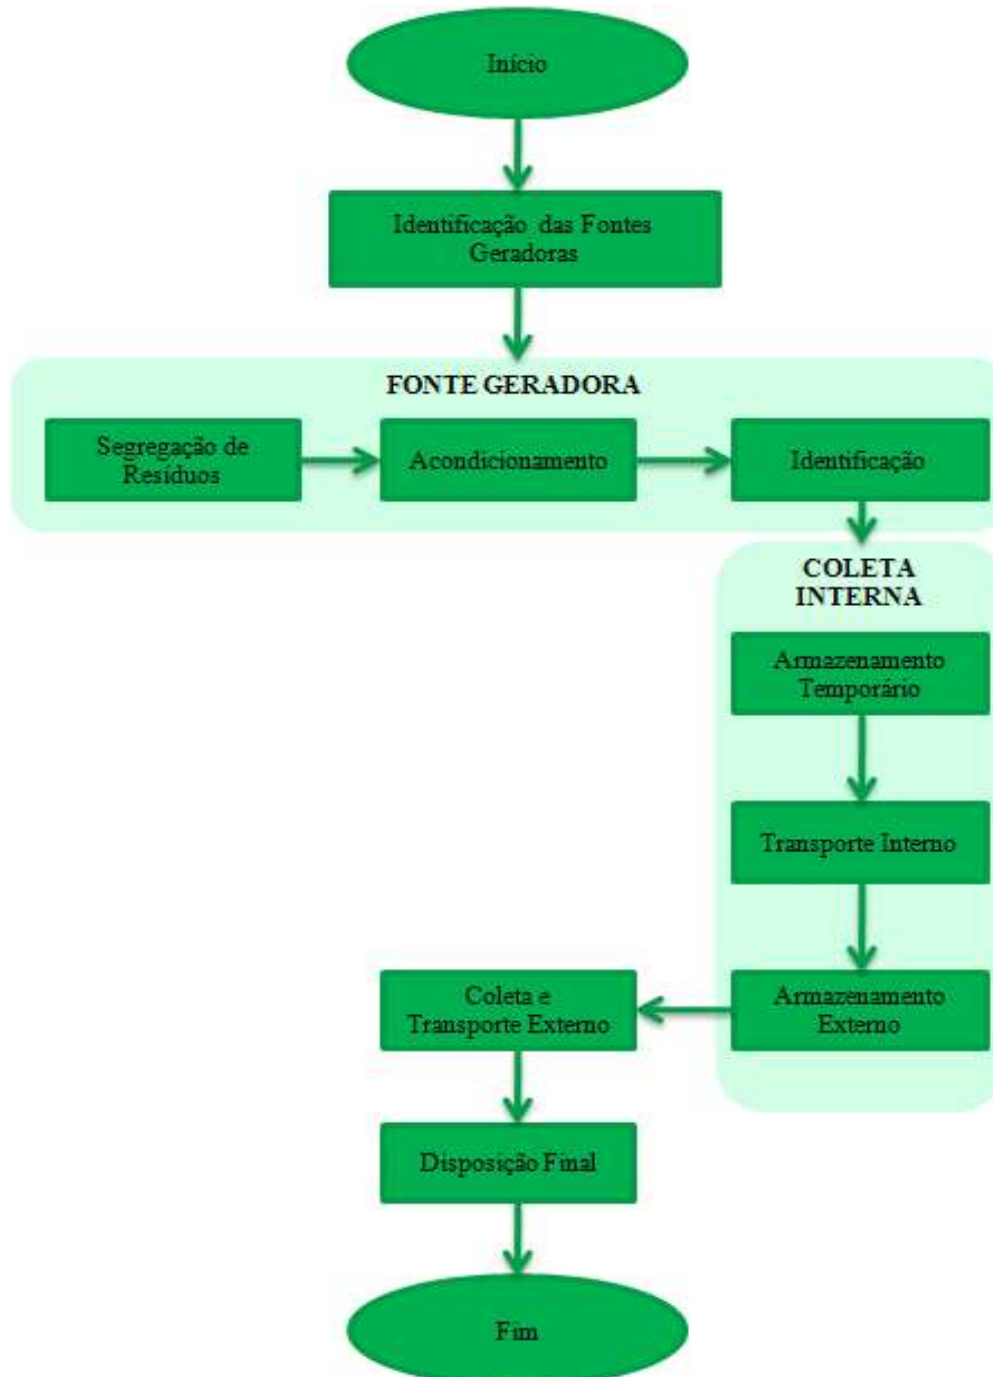 Início
Identificação das Fontes
Geradoras
FONTE GERADORA
Segregação de
Resíduos
Acondicionamento
Identificação
COLETA
INTERNA
Armazenamento
Temporário
Transporte Interno
Armazenamento
Externo
Coleta e
Transporte Externo
Disposição Final
Fim